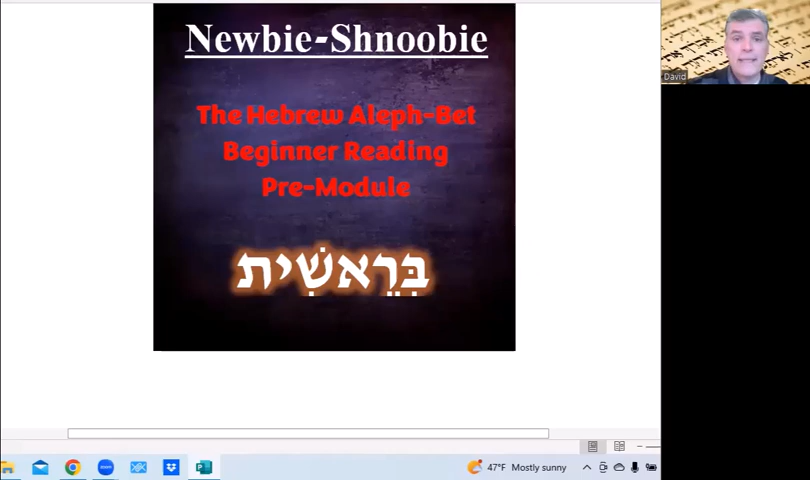 Newbie-Shnoobie
The Hebrew Aleph-Bet
Beginner Reading
Pre-Module
בְּרֵאשִׁית
David
47°F Mostly sunny